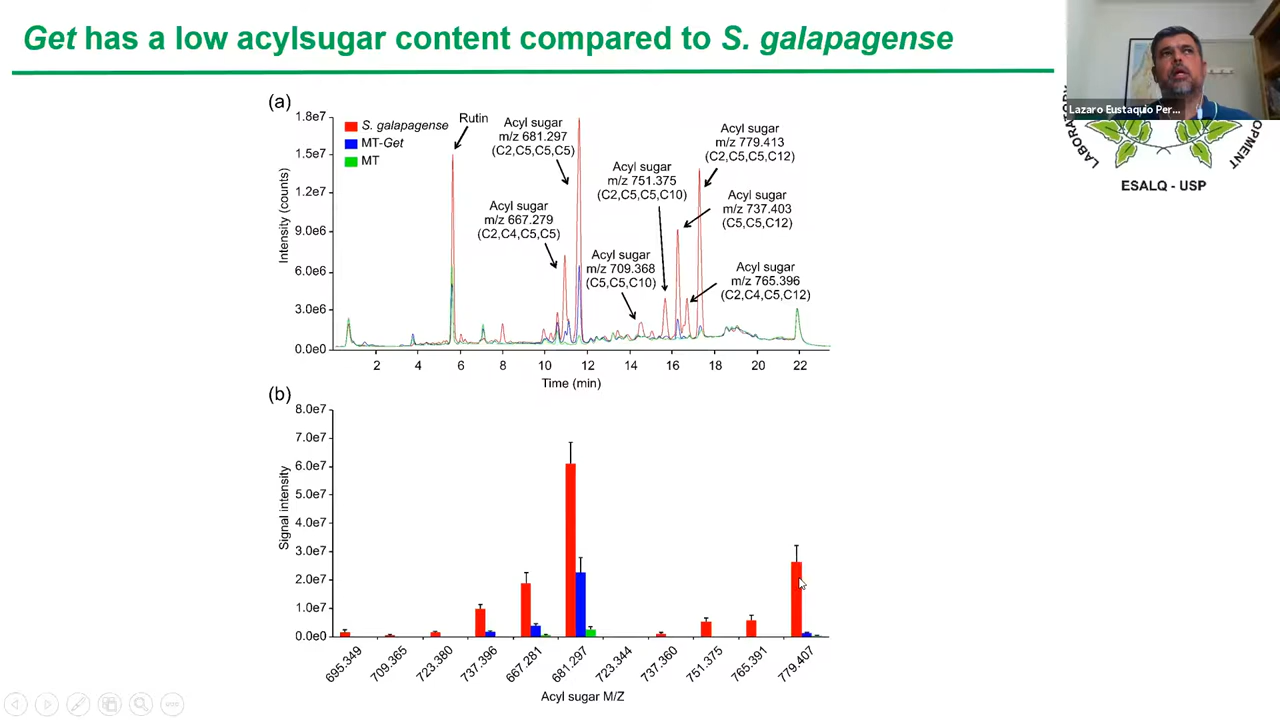 Get has a low acylsugar content compared to S. galapagense
Lazaro Eustaquio Per...
LABORATORY
OPMENT
ESALQ - USP
(a)
S. galapagense
MT-Get
MT
Rutin
Acyl sugar
m/z 681.297
(C2,C5,C5,C5)
Acyl sugar
m/z 667.279
(C2,C4,C5,C5)
Acyl sugar
m/z 751.375
(C2,C5,C5,C10)
Acyl sugar
m/z 709.368
(C5,C5,C10)
Acyl sugar
m/z 779.413
(C2,C5,C5,C12)
Acyl sugar
m/z 737.403
(C5,C5,C12)
Acyl sugar
m/z 765.396
(C2,C4,C5,C12)
Intensity (counts)
1.8e7
1.5e7
1.2e7
9.0e6
6.0e6
3.0e6
0.0e0
2 4 6 8 10 12 14 16 18 20 22
Time (min)
(b)
Signal intensity
8.0e7
7.0e7
6.0e7
5.0e7
4.0e7
3.0e7
2.0e7
1.0e7
0.0e0
695.349 709.365 723.380 737.396 667.281 681.297 723.344 737.360 751.375 765.391 779.407
Acyl sugar M/Z